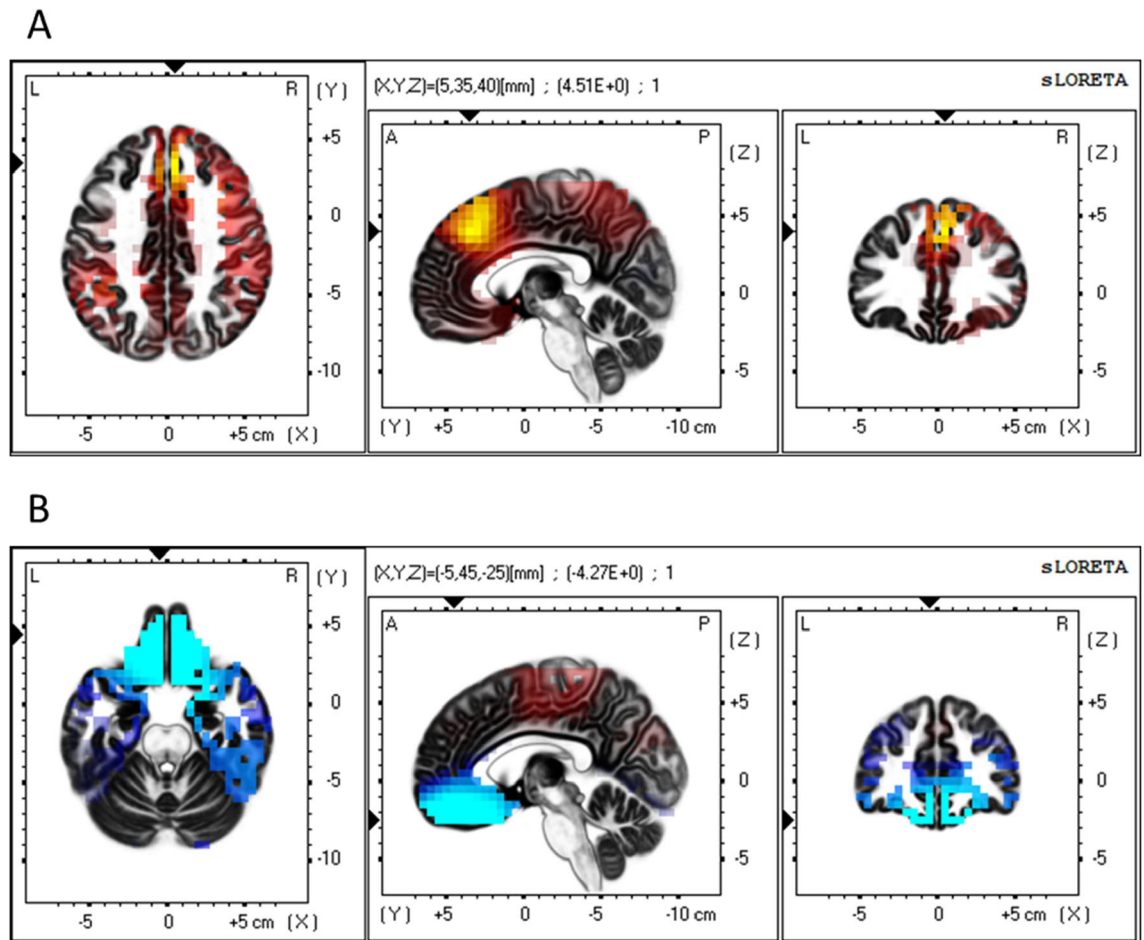 A
(X,Y,Z)=(5,35,40)[mm] ; (4.51E+0) ; 1
sLORETA
L R (Y)
+5
0
-5
-10
-5 0 +5 cm (X)
A P (Z)
+5
0
-5
(Y) +5 0 -5 -10 cm
L R (Z)
+5
0
-5
-5 0 +5 cm (X)
B
(X,Y,Z)=(-5,45,-25)[mm] ; (-4.27E+0) ; 1
sLORETA
L R (Y)
+5
0
-5
-10
-5 0 +5 cm (X)
A P (Z)
+5
0
-5
(Y) +5 0 -5 -10 cm
L R (Z)
+5
0
-5
-5 0 +5 cm (X)